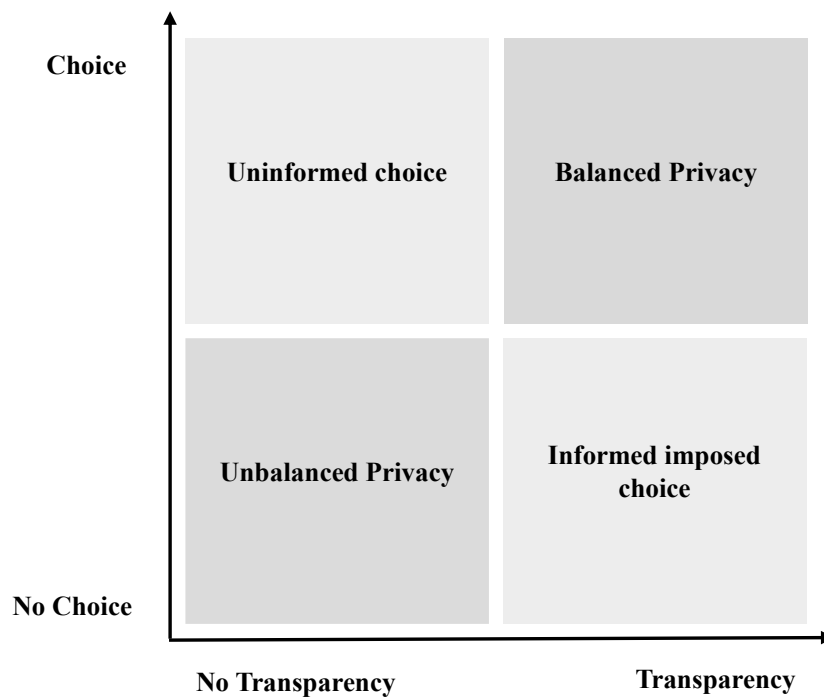 Choice
Uninformed choice
Balanced Privacy
Unbalanced Privacy
Informed imposed
choice
No Choice
No Transparency
Transparency